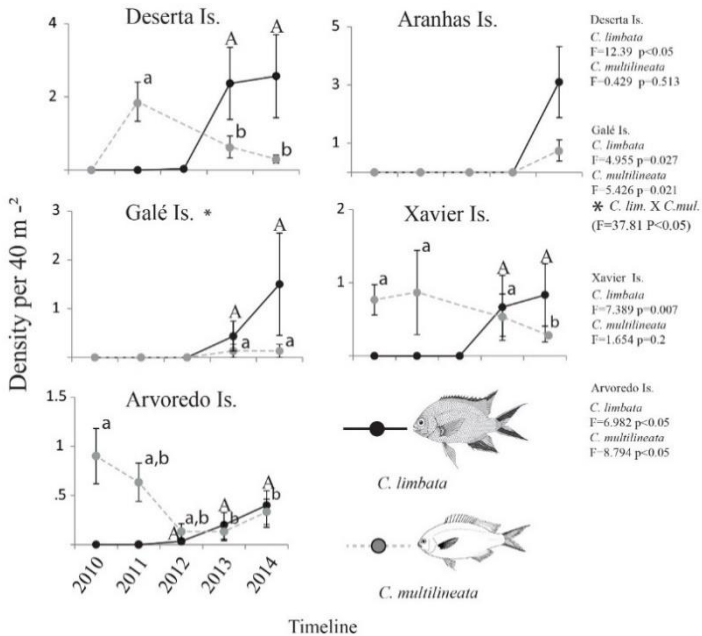 Deserta Is.
4
2
A
A
a
b
b
Aranhas Is.
5
3
1
Deserta Is.
C. limbata
F=12.39 p<0.05
C. multilineata
F=0.429 p=0.513
Galé Is. *
3
2
1
A
A
a
a
Xavier Is.
2
1
a
a
A
A
a
b
Galé Is.
C. limbata
F=4.955 p=0.027
C. multilineata
F=5.426 p=0.021
* C. lim. X C.mul.
(F=37.81 P<0.05)
Xavier Is.
C. limbata
F=7.389 p=0.007
C. multilineata
F=1.654 p=0.2
Density per 40 m -²
Arvoredo Is.
1.5
1
.5
a
a,b
a,b
A
A
b
A
b
2010
2011
2012
2013
2014
Timeline
C. limbata
C. multilineata
Arvoredo Is.
C. limbata
F=6.982 p<0.05
C. multilineata
F=8.794 p<0.05